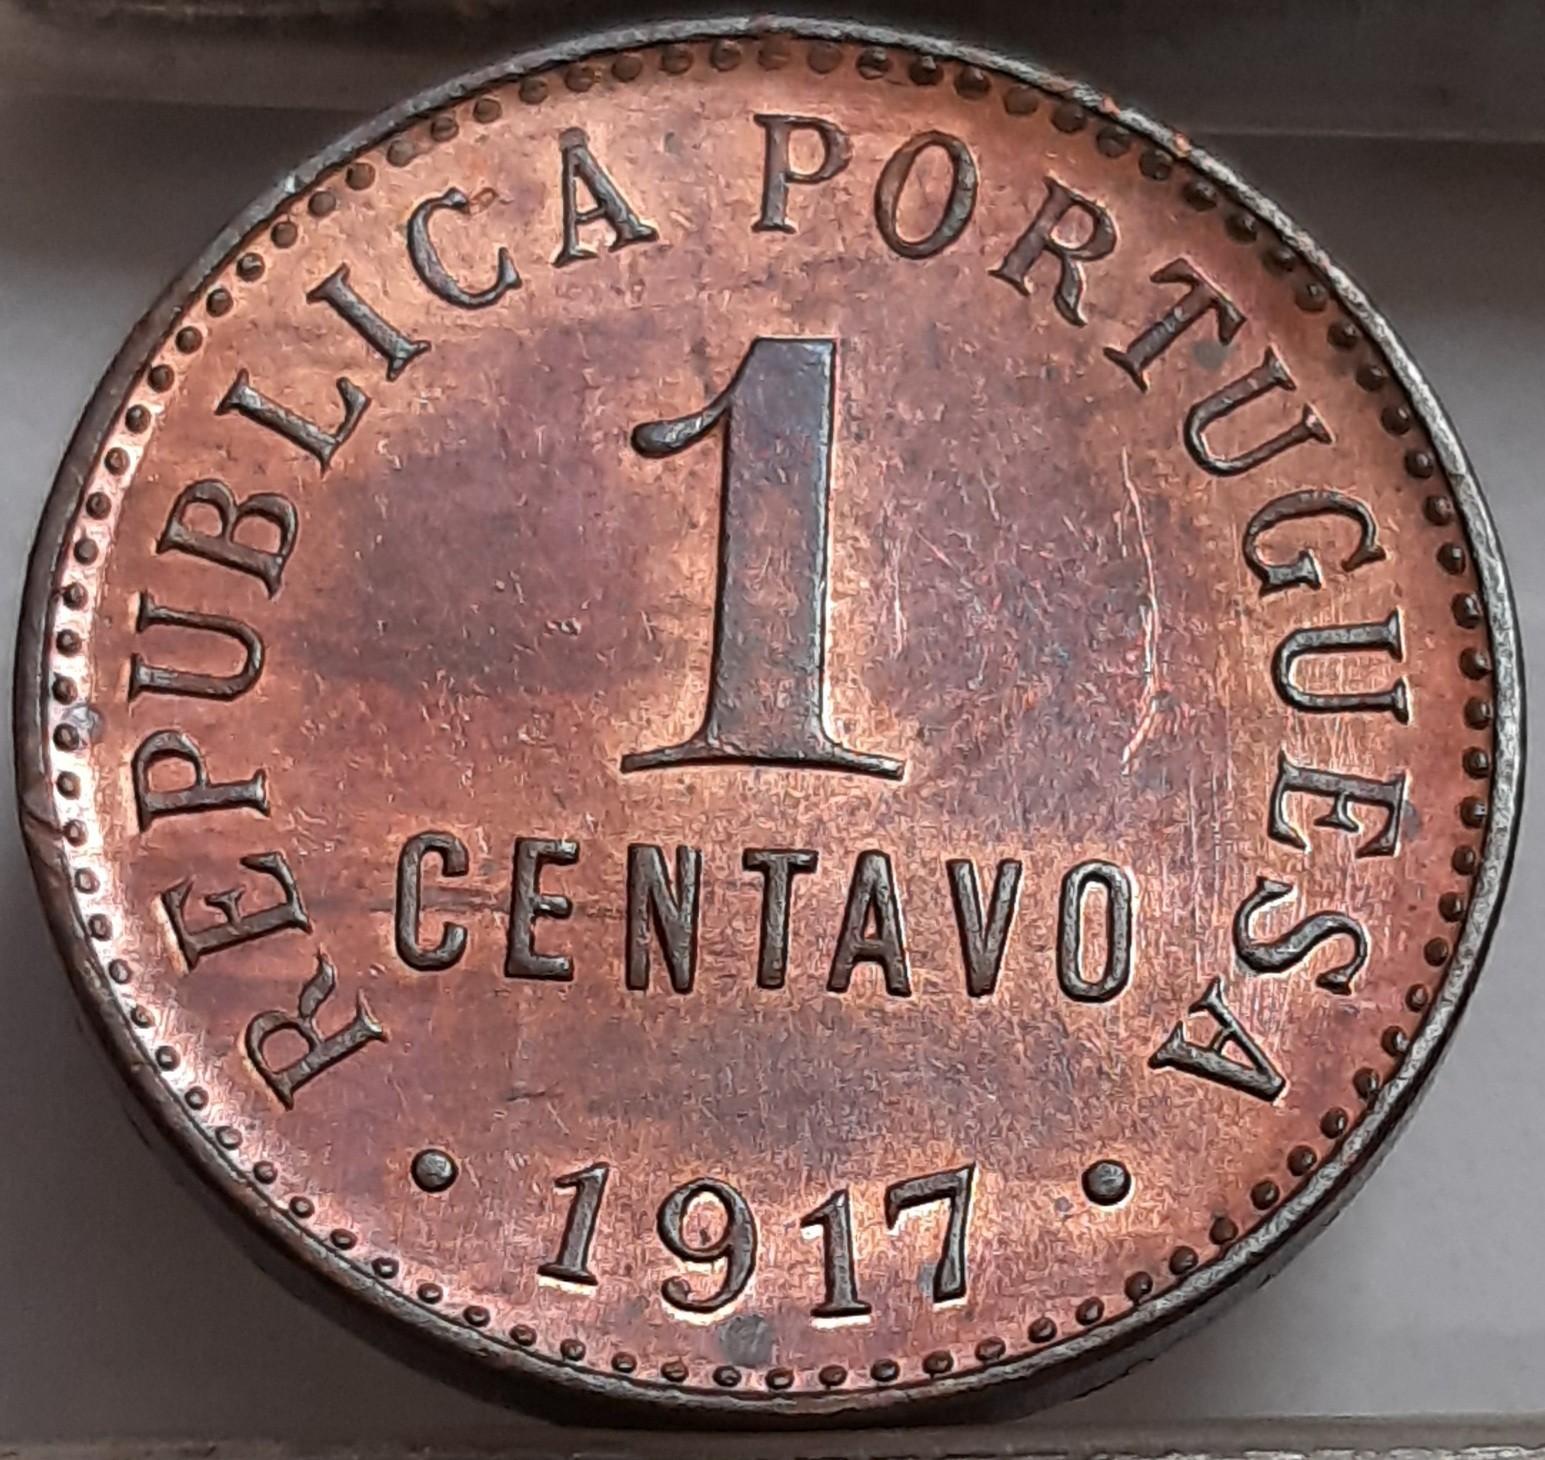 REPUBLICA PORTUGUESA
1
CENTAVO
• 1917 •